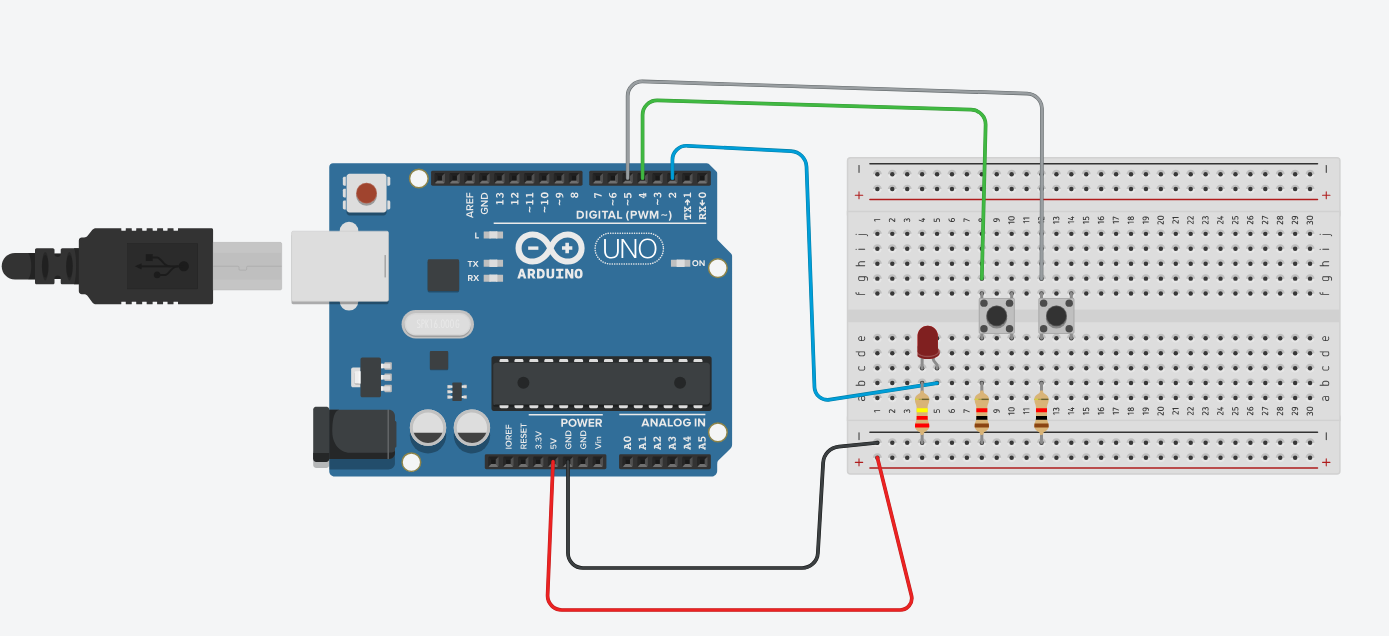 AREF
GND
13
12
~11
~10
~9
8
7
~6
~5
4
~3
2
TX→1
RX←0
DIGITAL (PWM~)
L
TX
RX
ARDUINO
UNO
ON
IOREF
RESET
3.3V
5V
GND
GND
Vin
POWER
ANALOG IN
A0
A1
A2
A3
A4
A5
− −
+ +
1 2 3 4 5 6 7 8 9 10 11 12 13 14 15 16 17 18 19 20 21 22 23 24 25 26 27 28 29 30
j j
i i
h h
g g
f f
e e
d d
c c
b b
a a
1 2 3 4 5 6 7 8 9 10 11 12 13 14 15 16 17 18 19 20 21 22 23 24 25 26 27 28 29 30
− −
+ +